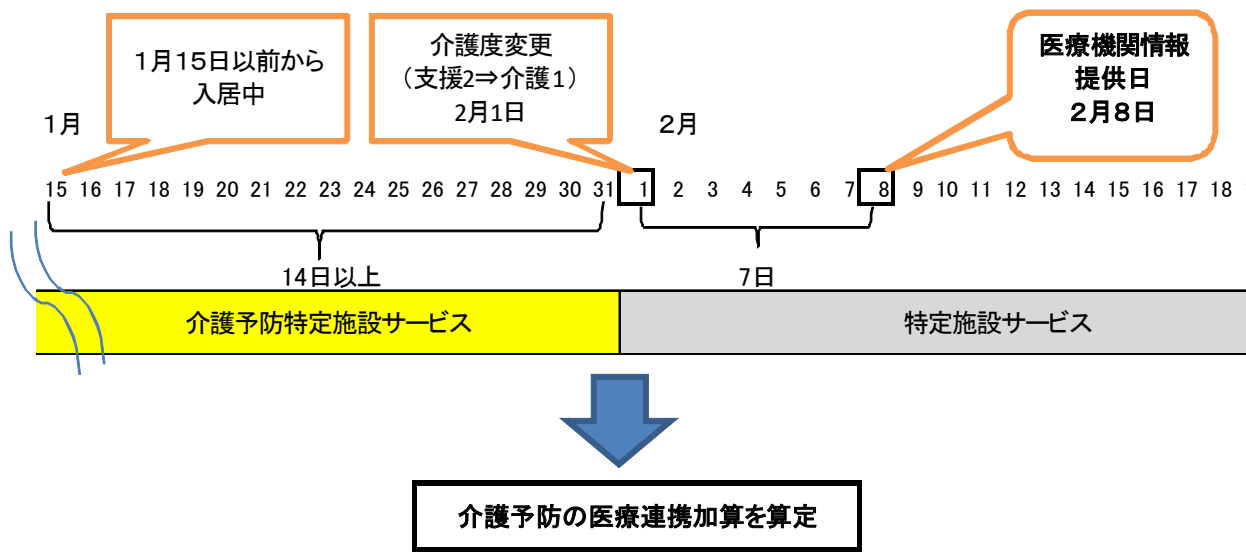 1月15日以前から
入居中
介護度変更
（支援2⇒介護1）
2月1日
医療機関情報
提供日
2月8日
1月
2月
15 16 17 18 19 20 21 22 23 24 25 26 27 28 29 30 31 1 2 3 4 5 6 7 8 9 10 11 12 13 14 15 16 17 18
14日以上
7日
介護予防特定施設サービス
特定施設サービス
介護予防の医療連携加算を算定